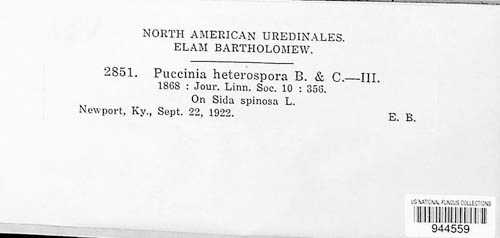 NORTH AMERICAN UREDINALES.
ELAM BARTHOLOMEW.
2851. Puccinia heterospora B. & C.—III.
1868 : Jour. Linn. Soc. 10 : 356.
On Sida spinosa L.
Newport, Ky., Sept. 22, 1922. E. B.
US NATIONAL FUNGUS COLLECTIONS
944559